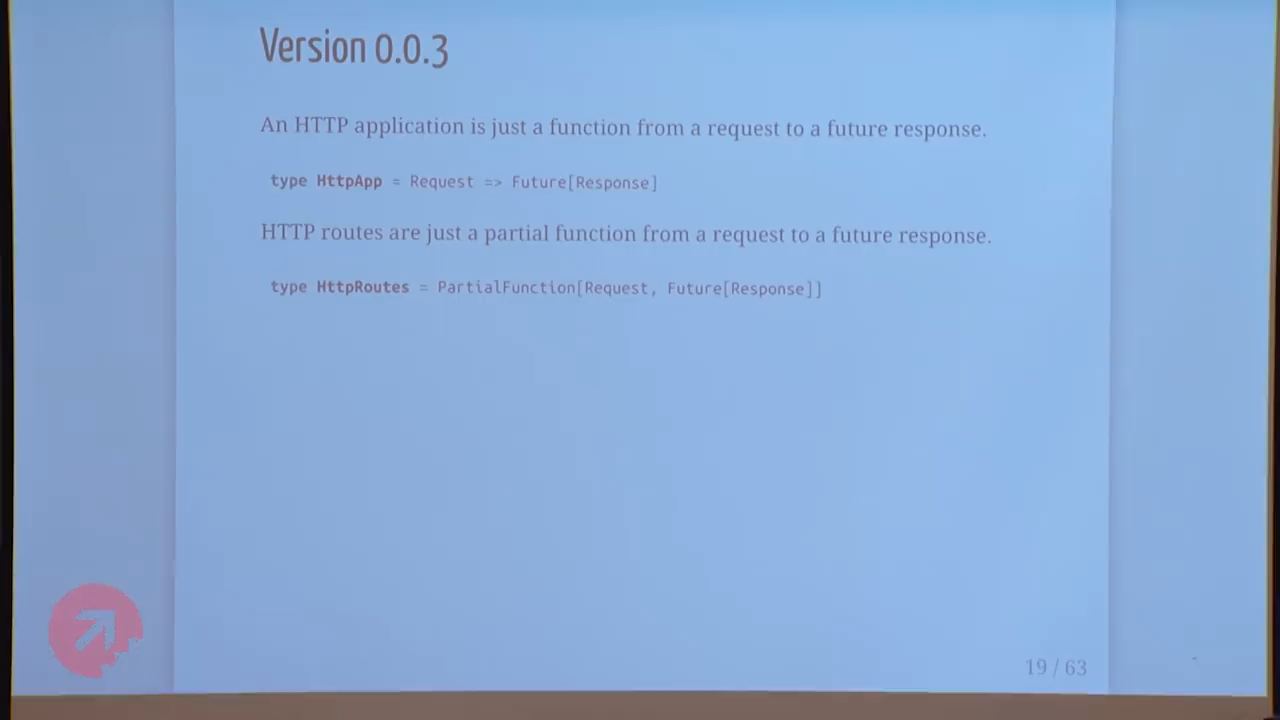 Version 0.0.3
An HTTP application is just a function from a request to a future response.
type HttpApp = Request => Future[Response]
HTTP routes are just a partial function from a request to a future response.
type HttpRoutes = PartialFunction[Request, Future[Response]]
19 / 63